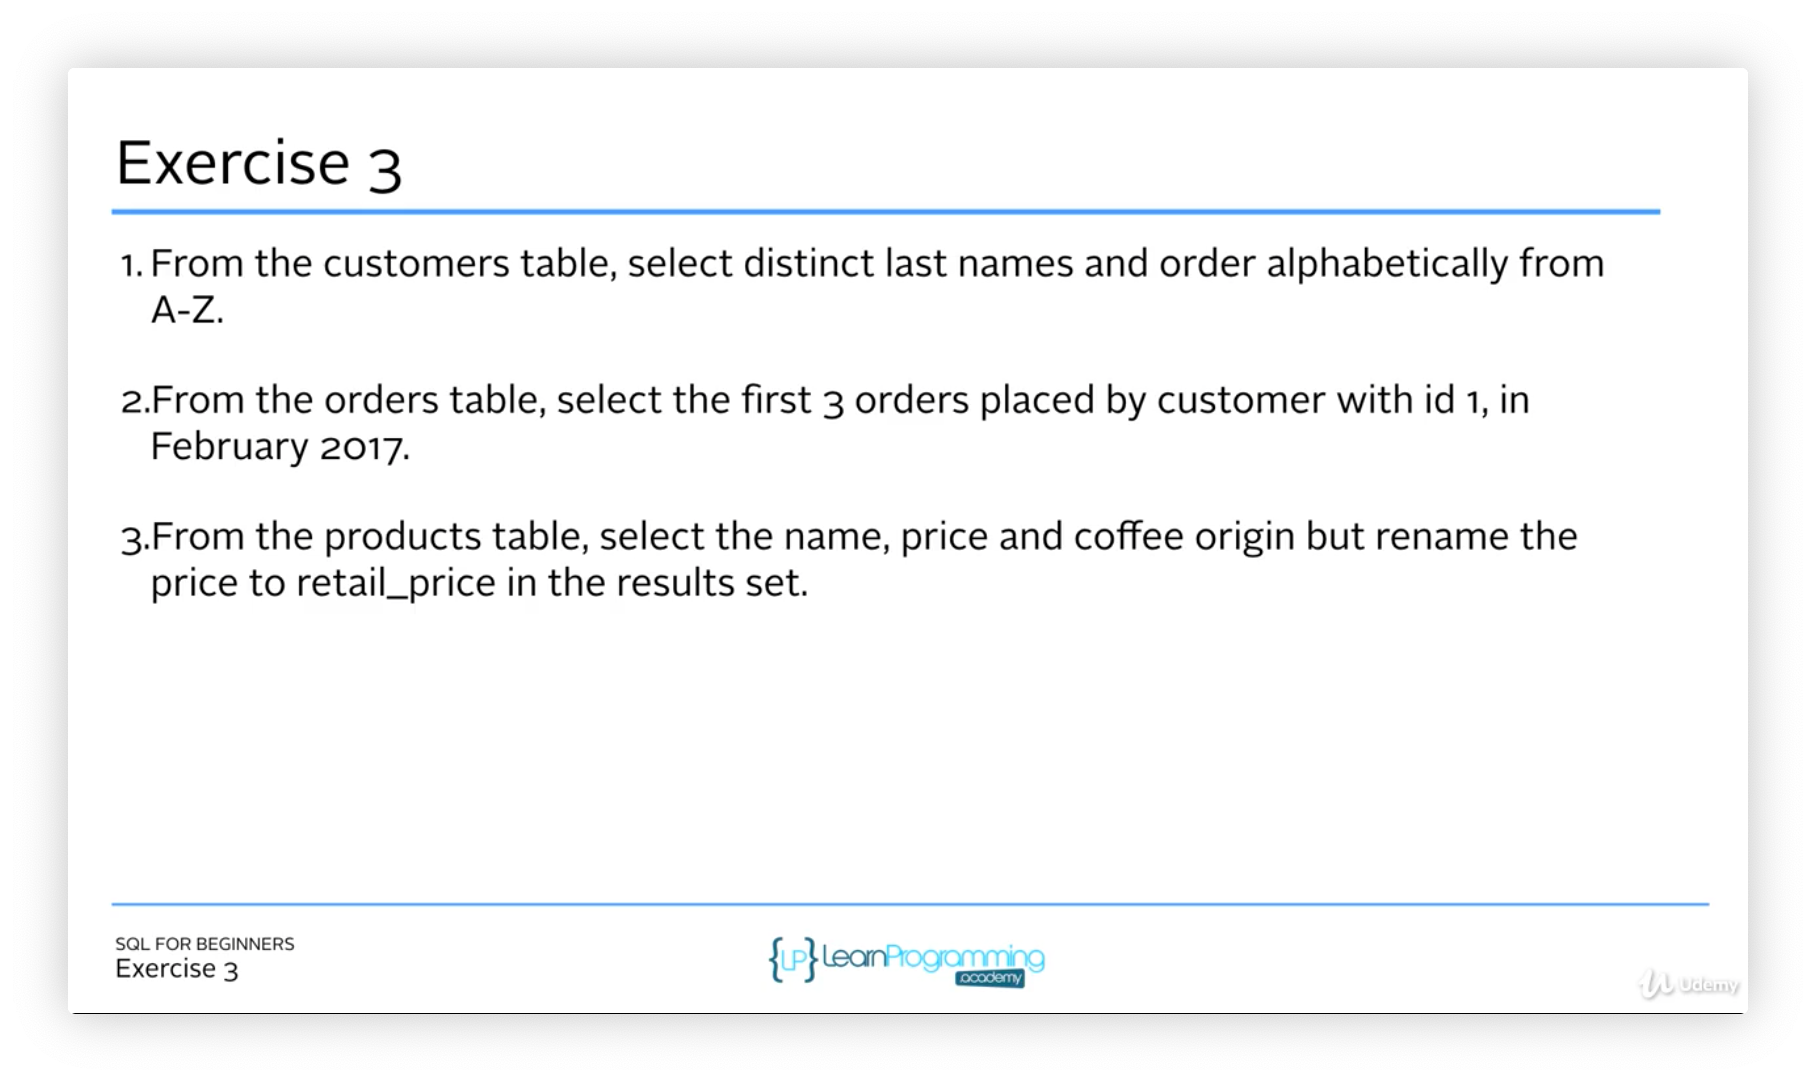 Exercise 3
1. From the customers table, select distinct last names and order alphabetically from
A-Z.
2.From the orders table, select the first 3 orders placed by customer with id 1, in
February 2017.
3.From the products table, select the name, price and coffee origin but rename the
price to retail_price in the results set.
SQL FOR BEGINNERS
Exercise 3
{LP} LearnProgramming
.academy
Udemy